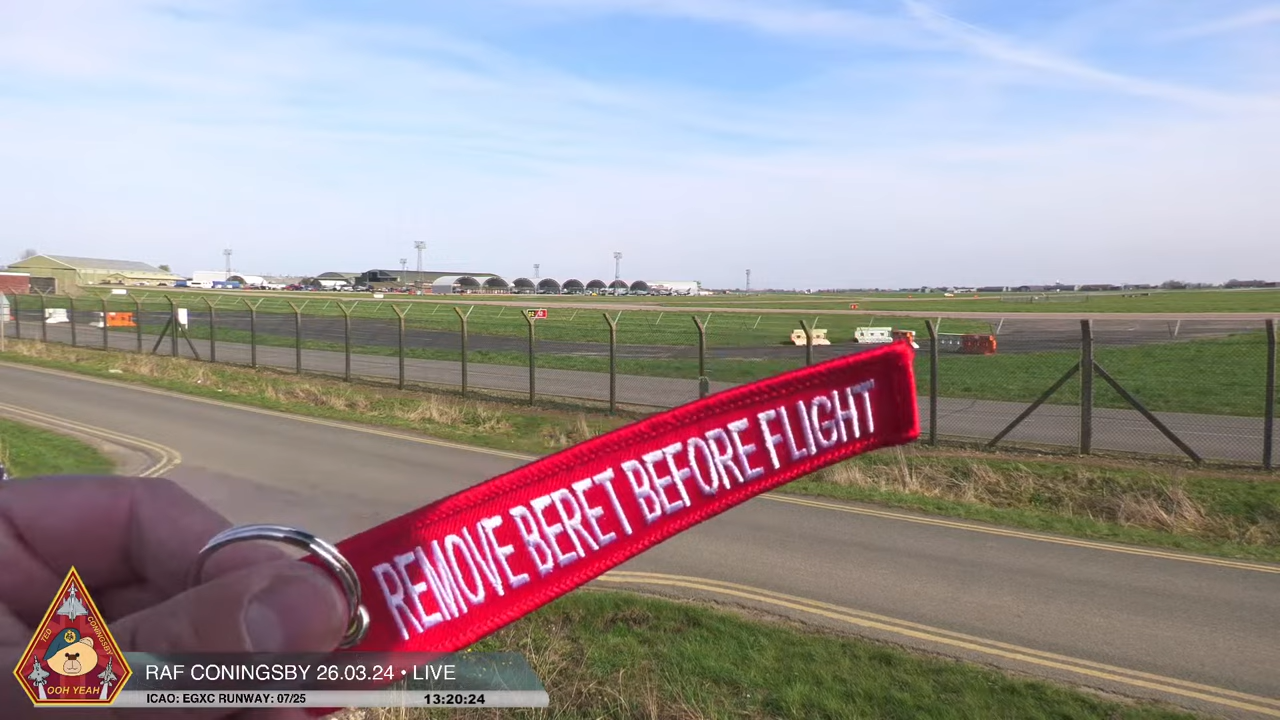 REMOVE BERET BEFORE FLIGHT
TED CONINGSBY
OOH YEAH
RAF CONINGSBY 26.03.24 • LIVE
ICAO: EGXC RUNWAY: 07/25
13:20:24